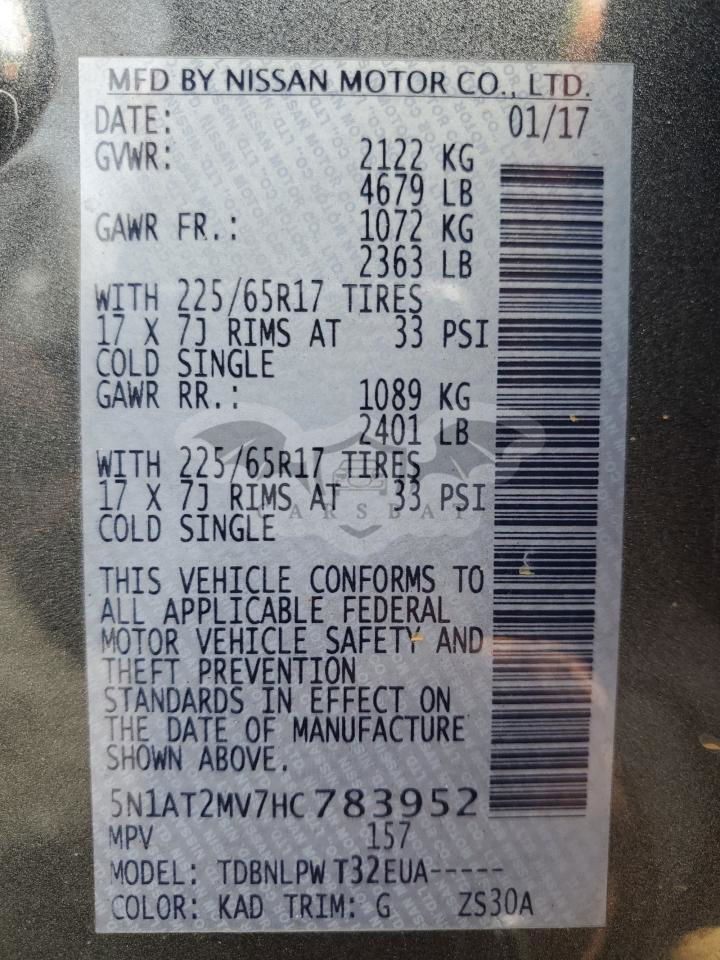 MFD BY NISSAN MOTOR CO., LTD.
DATE: 01/17
GVWR: 2122 KG
4679 LB
GAWR FR.: 1072 KG
2363 LB
WITH 225/65R17 TIRES
17 X 7J RIMS AT 33 PSI
COLD SINGLE
GAWR RR.: 1089 KG
2401 LB
WITH 225/65R17 TIRES
17 X 7J RIMS AT 33 PSI
CARSBAT
COLD SINGLE
THIS VEHICLE CONFORMS TO
ALL APPLICABLE FEDERAL
MOTOR VEHICLE SAFETY AND
THEFT PREVENTION
STANDARDS IN EFFECT ON
THE DATE OF MANUFACTURE
SHOWN ABOVE.
5N1AT2MV7HC783952
MPV 157
MODEL: TDBNLPW T32EUA-----
COLOR: KAD TRIM: G ZS30A